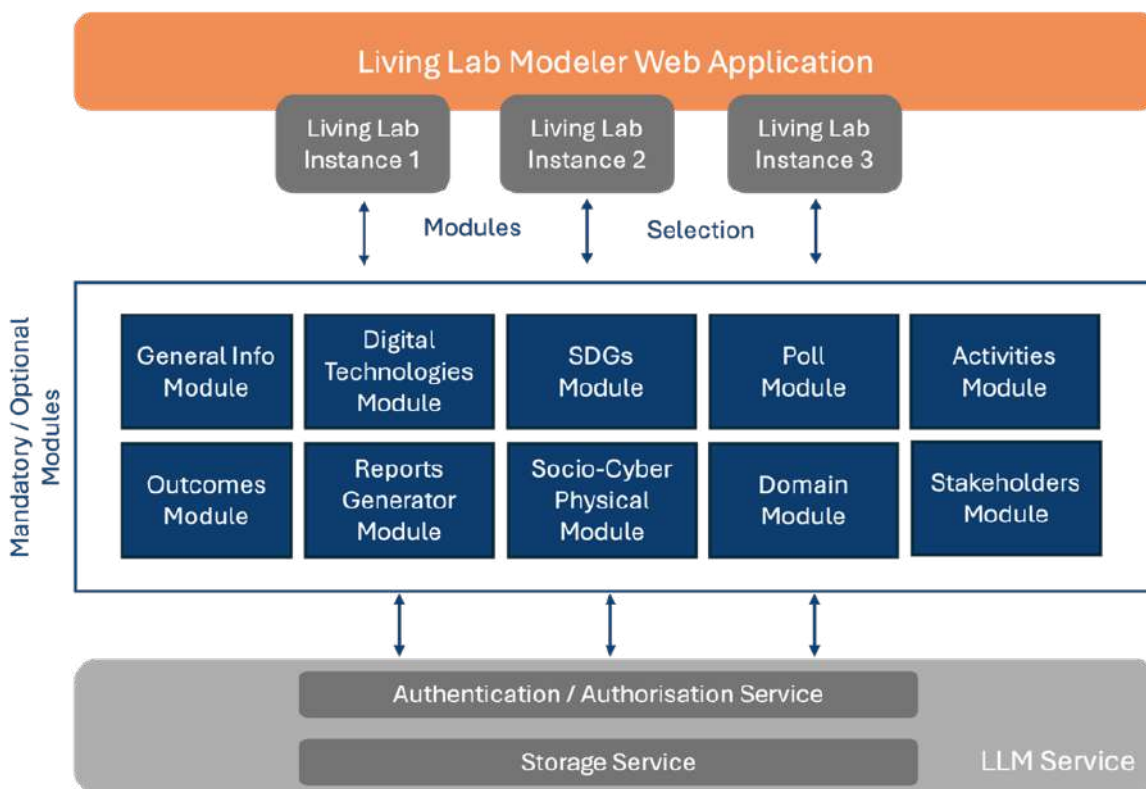 Living Lab Modeler Web Application
Living Lab
Instance 1
Living Lab
Instance 2
Living Lab
Instance 3
Modules
Selection
Mandatory / Optional
Modules
General Info
Module
Digital
Technologies
Module
SDGs
Module
Poll
Module
Activities
Module
Outcomes
Module
Reports
Generator
Module
Socio-Cyber
Physical
Module
Domain
Module
Stakeholders
Module
Authentication / Authorisation Service
Storage Service
LLM Service